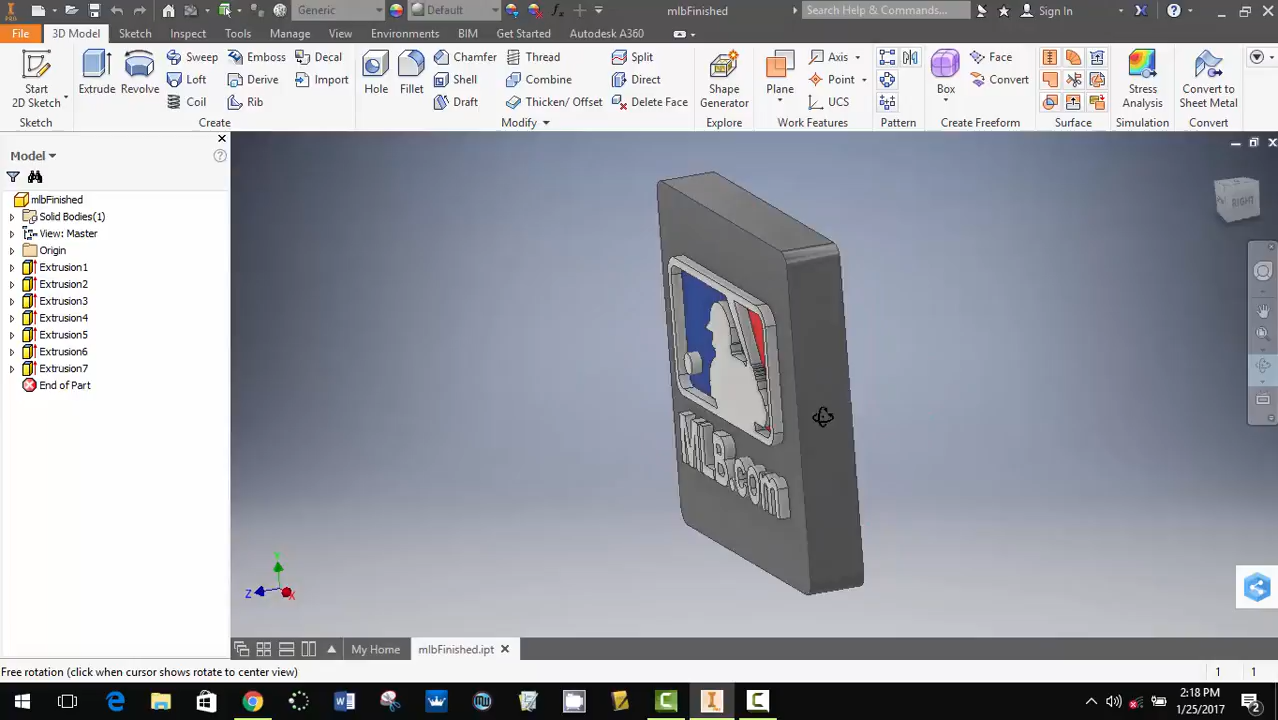 Generic
Default
mlbFinished
Search Help & Commands...
Sign In
File
3D Model
Sketch
Inspect
Tools
Manage
View
Environments
BIM
Get Started
Autodesk A360
Start
2D Sketch
Sketch
Extrude
Revolve
Sweep
Loft
Coil
Emboss
Derive
Rib
Decal
Import
Create
Hole
Fillet
Chamfer
Shell
Draft
Thread
Combine
Thicken/ Offset
Split
Direct
Delete Face
Modify
Shape
Generator
Explore
Plane
Axis
Point
UCS
Work Features
Pattern
Box
Face
Convert
Create Freeform
Surface
Stress
Analysis
Simulation
Convert to
Sheet Metal
Convert
Model
mlbFinished
Solid Bodies(1)
View: Master
Origin
Extrusion1
Extrusion2
Extrusion3
Extrusion4
Extrusion5
Extrusion6
Extrusion7
End of Part
RIGHT
MLB.com
Y
Z
X
My Home
mlbFinished.ipt
Free rotation (click when cursor shows rotate to center view)
1
1
2:18 PM
1/25/2017
2